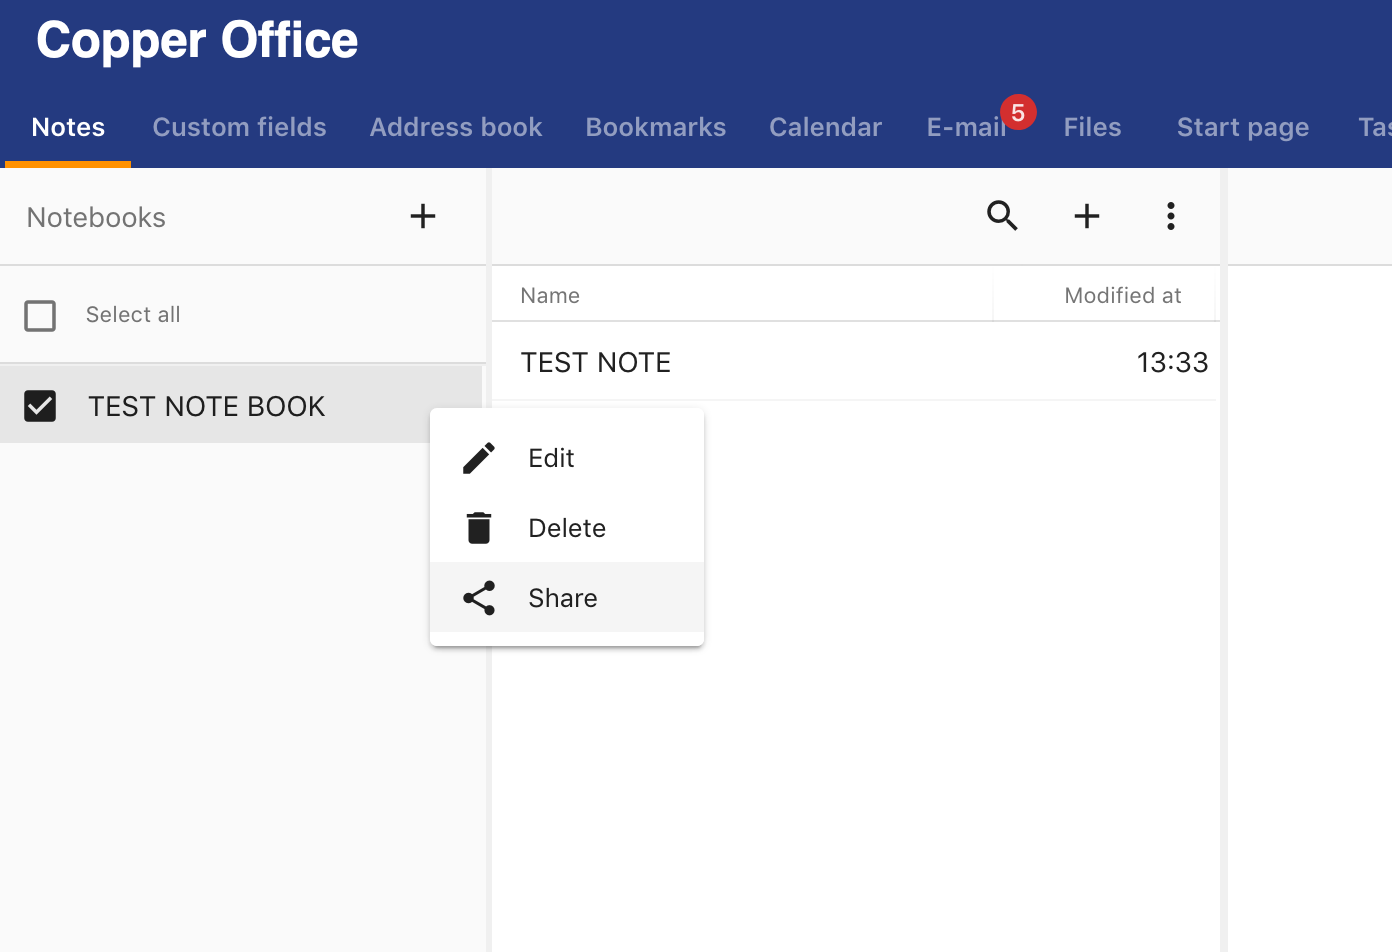 Copper Office
Notes Custom fields Address book Bookmarks Calendar E-mail 5 Files Start page Tas
Notebooks
Select all
Name Modified at
TEST NOTE 13:33
TEST NOTE BOOK
Edit
Delete
Share